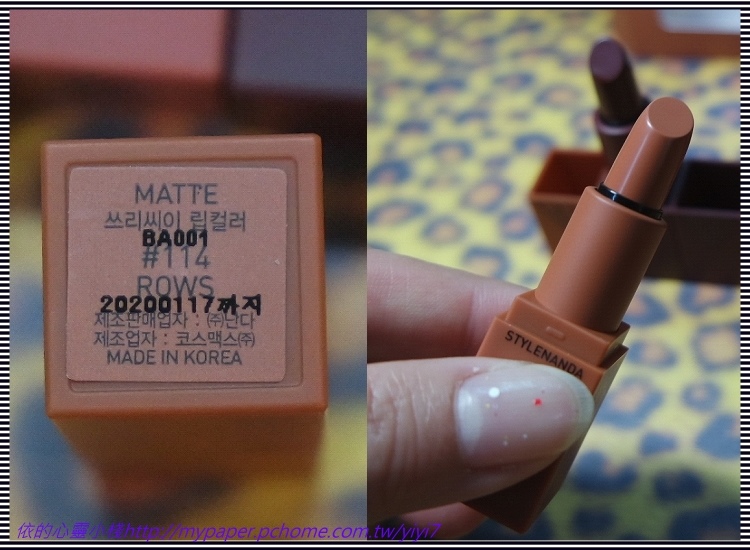 MATTE
쓰리씨이 립컬러
BA001
#114
ROWS
20200117까지
제조판매업자 : ㈜난다
제조업자 : 코스맥스㈜
MADE IN KOREA
STYLENANDA
依的心靈小棧http://mypaper.pchome.com.tw/yiyi7